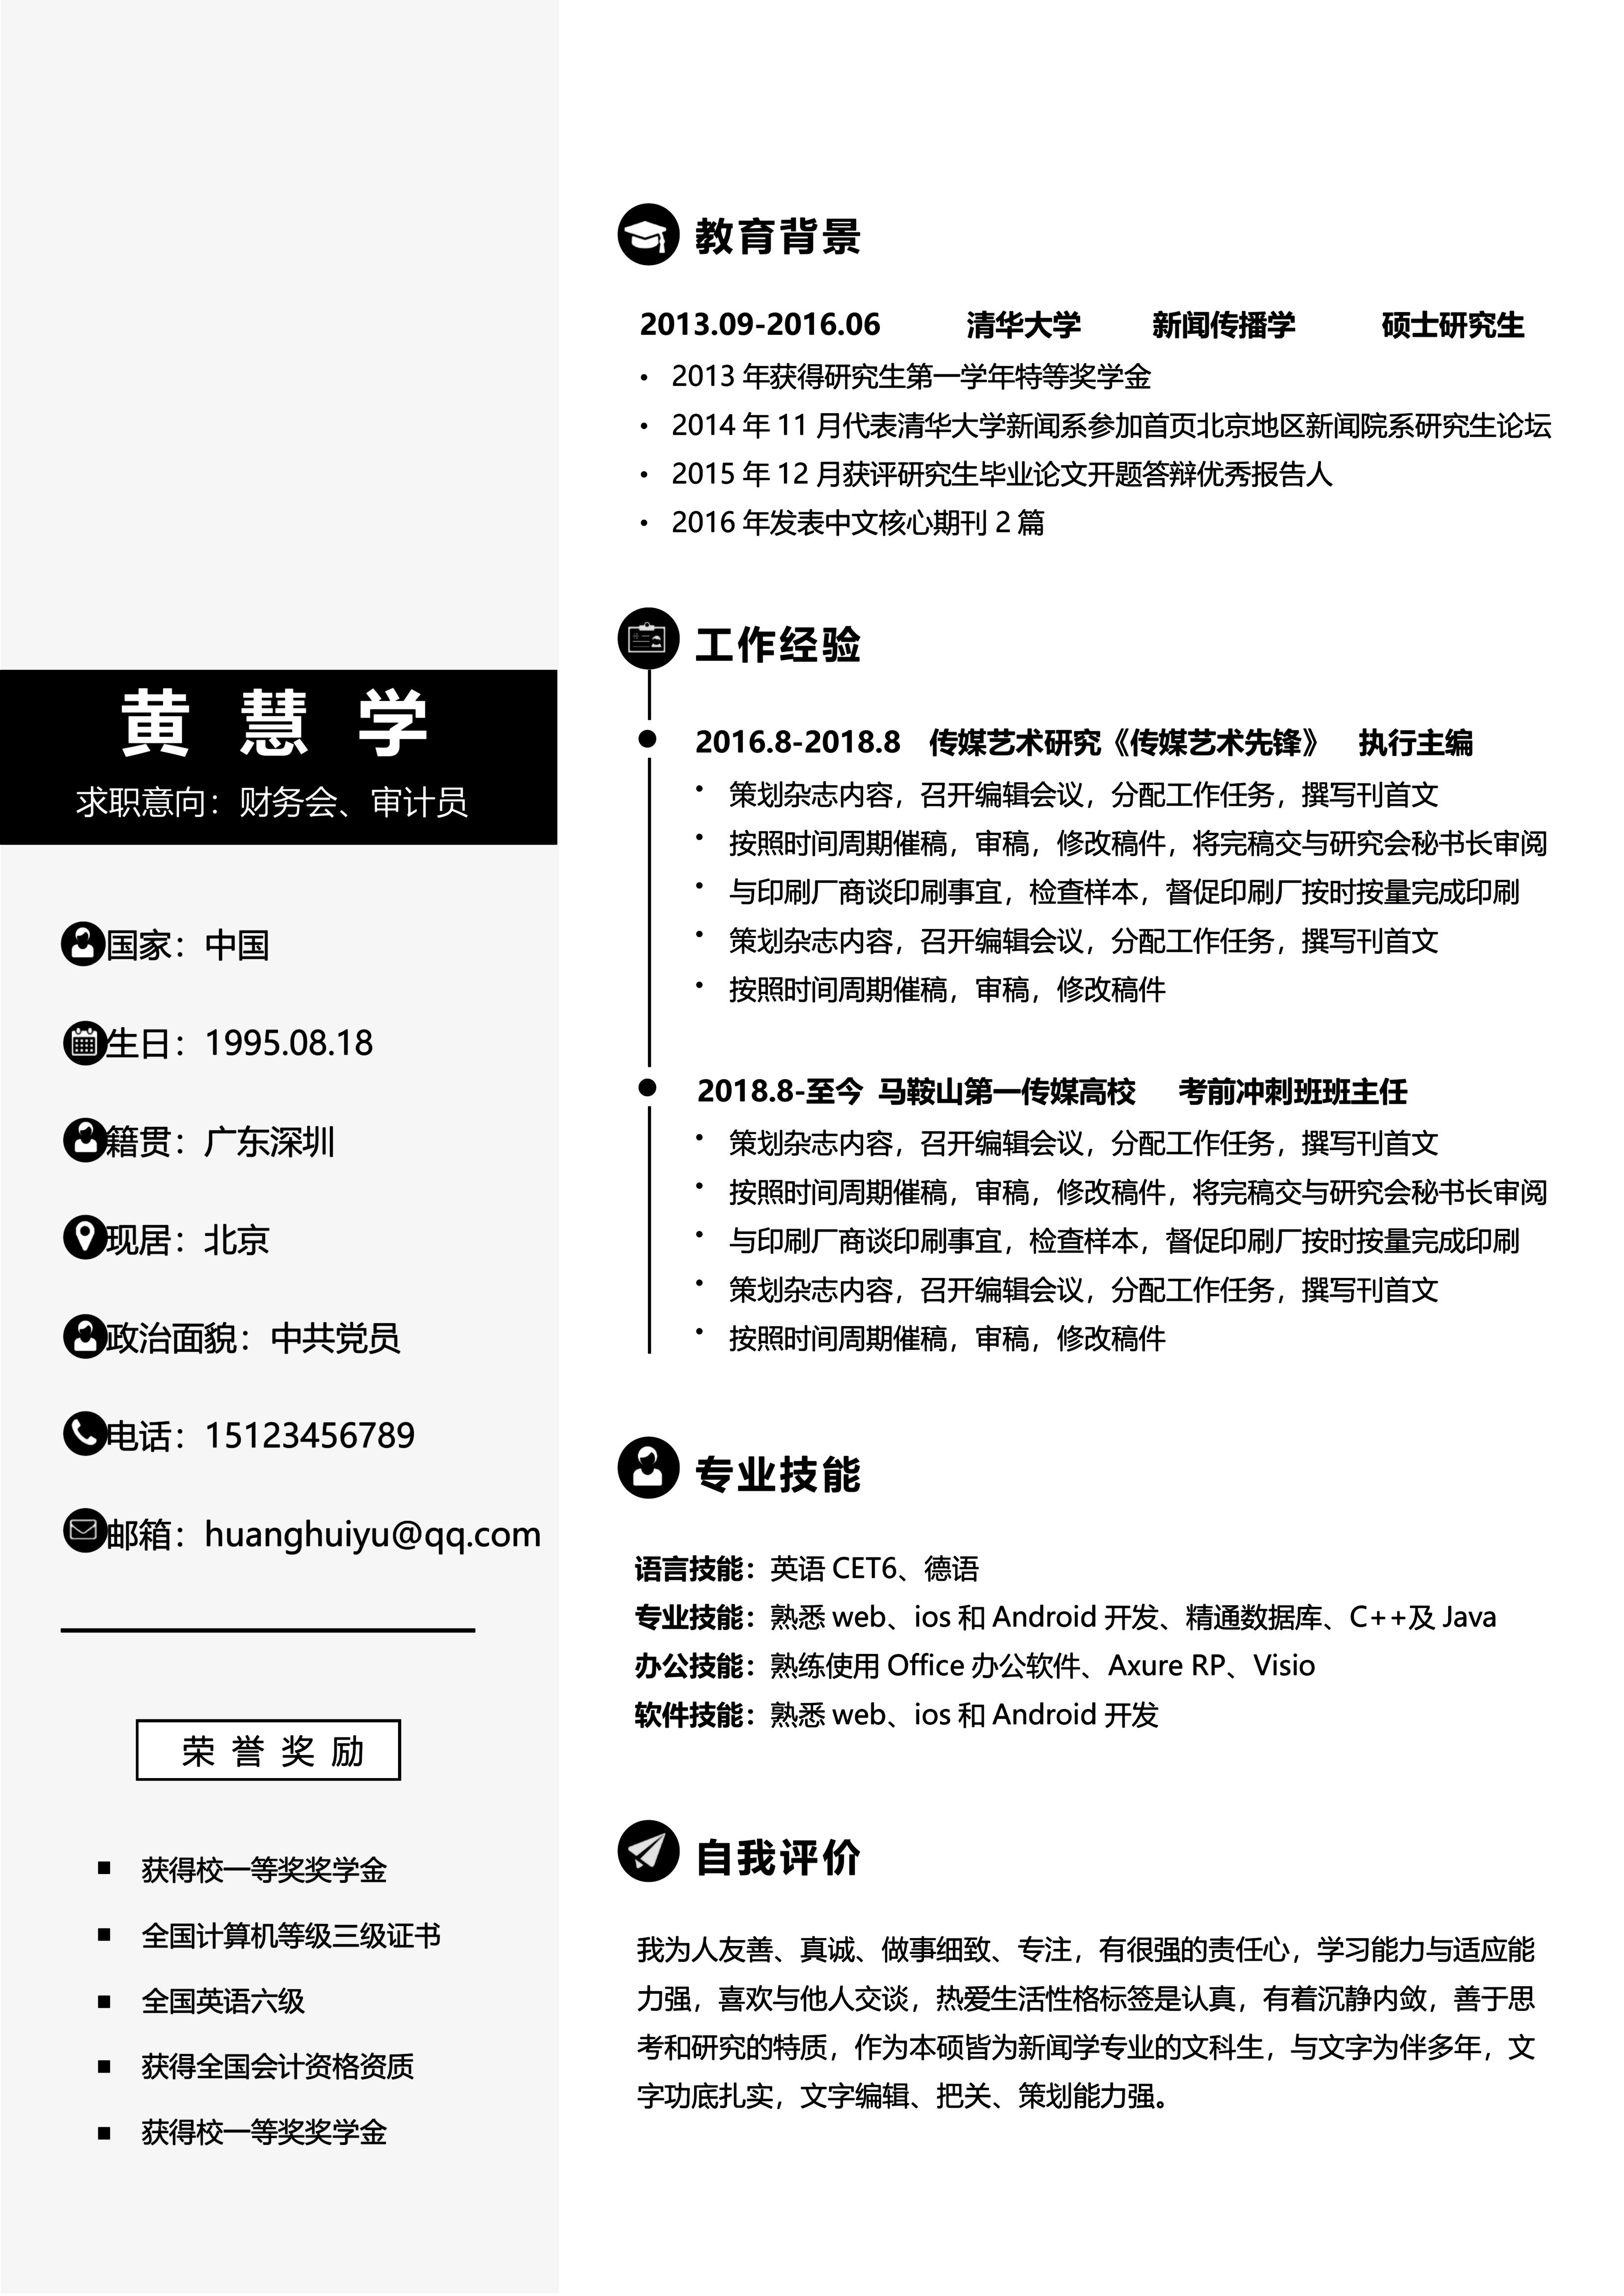 黄慧学
求职意向：财务会、审计员
国家：中国
生日：1995.08.18
籍贯：广东深圳
现居：北京
政治面貌：中共党员
电话：15123456789
邮箱：huanghuiyu@qq.com
荣誉奖励
▪ 获得校一等奖奖学金
▪ 全国计算机等级三级证书
▪ 全国英语六级
▪ 获得全国会计资格资质
▪ 获得校一等奖奖学金
教育背景
2013.09-2016.06 清华大学 新闻传播学 硕士研究生
• 2013 年获得研究生第一学年特等奖学金
• 2014 年 11 月代表清华大学新闻系参加首页北京地区新闻院系研究生论坛
• 2015 年 12 月获评研究生毕业论文开题答辩优秀报告人
• 2016 年发表中文核心期刊 2 篇
工作经验
2016.8-2018.8 传媒艺术研究《传媒艺术先锋》 执行主编
• 策划杂志内容，召开编辑会议，分配工作任务，撰写刊首文
• 按照时间周期催稿，审稿，修改稿件，将完稿交与研究会秘书长审阅
• 与印刷厂商谈印刷事宜，检查样本，督促印刷厂按时按量完成印刷
• 策划杂志内容，召开编辑会议，分配工作任务，撰写刊首文
• 按照时间周期催稿，审稿，修改稿件
2018.8-至今 马鞍山第一传媒高校 考前冲刺班班主任
• 策划杂志内容，召开编辑会议，分配工作任务，撰写刊首文
• 按照时间周期催稿，审稿，修改稿件，将完稿交与研究会秘书长审阅
• 与印刷厂商谈印刷事宜，检查样本，督促印刷厂按时按量完成印刷
• 策划杂志内容，召开编辑会议，分配工作任务，撰写刊首文
• 按照时间周期催稿，审稿，修改稿件
专业技能
语言技能：英语 CET6、德语
专业技能：熟悉 web、ios 和 Android 开发、精通数据库、C++及 Java
办公技能：熟练使用 Office 办公软件、Axure RP、Visio
软件技能：熟悉 web、ios 和 Android 开发
自我评价
我为人友善、真诚、做事细致、专注，有很强的责任心，学习能力与适应能
力强，喜欢与他人交谈，热爱生活性格标签是认真，有着沉静内敛，善于思
考和研究的特质，作为本硕皆为新闻学专业的文科生，与文字为伴多年，文
字功底扎实，文字编辑、把关、策划能力强。